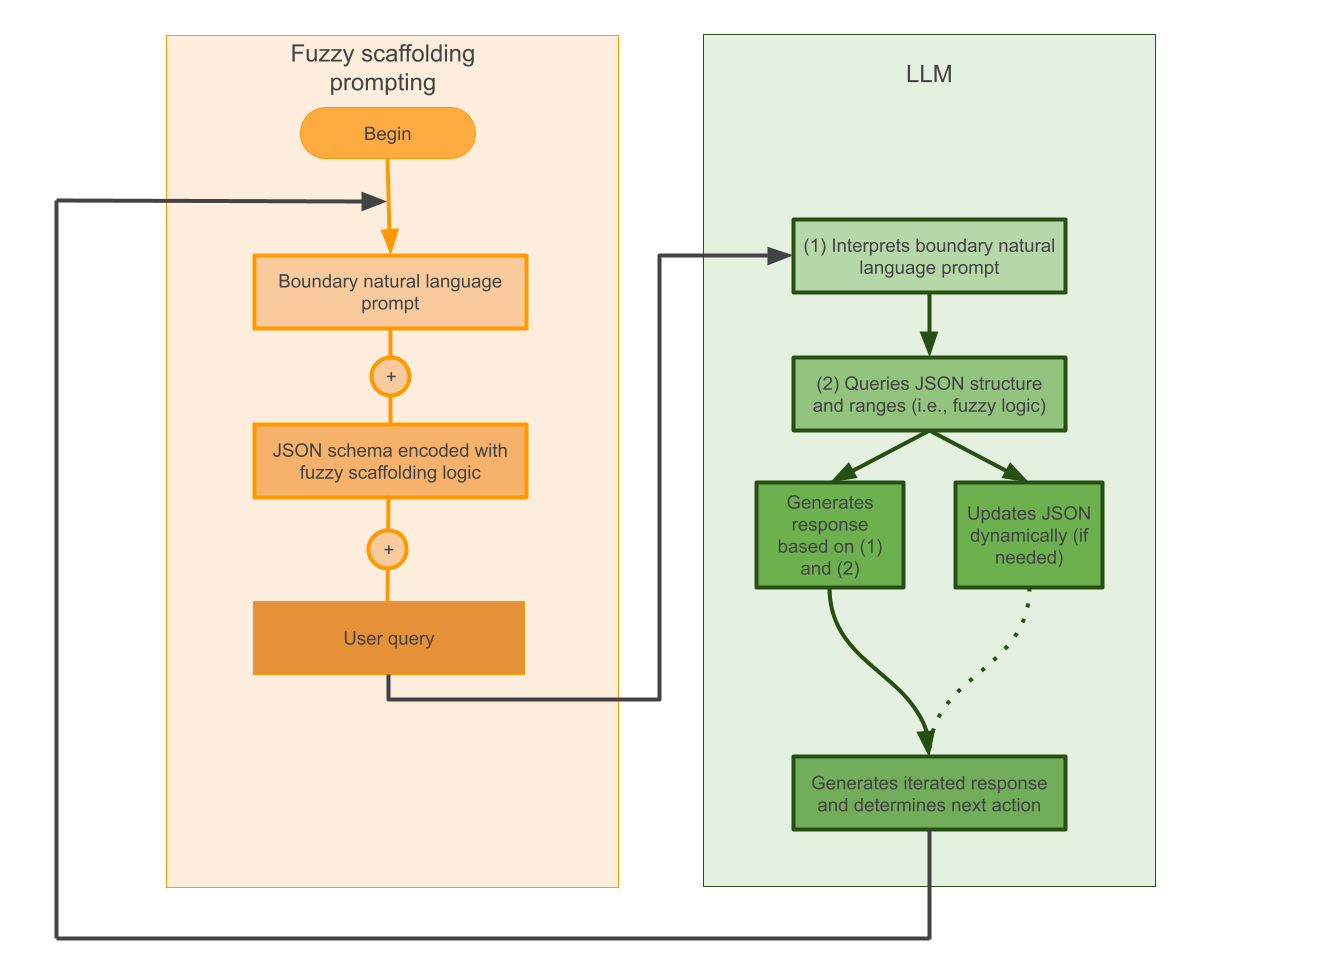 Fuzzy scaffolding
prompting
Begin
Boundary natural language
prompt
+
JSON schema encoded with
fuzzy scaffolding logic
+
User query
LLM
(1) Interprets boundary natural
language prompt
(2) Queries JSON structure
and ranges (i.e., fuzzy logic)
Generates
response
based on (1)
and (2)
Updates JSON
dynamically (if
needed)
Generates iterated response
and determines next action